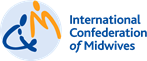 International
Confederation
of Midwives